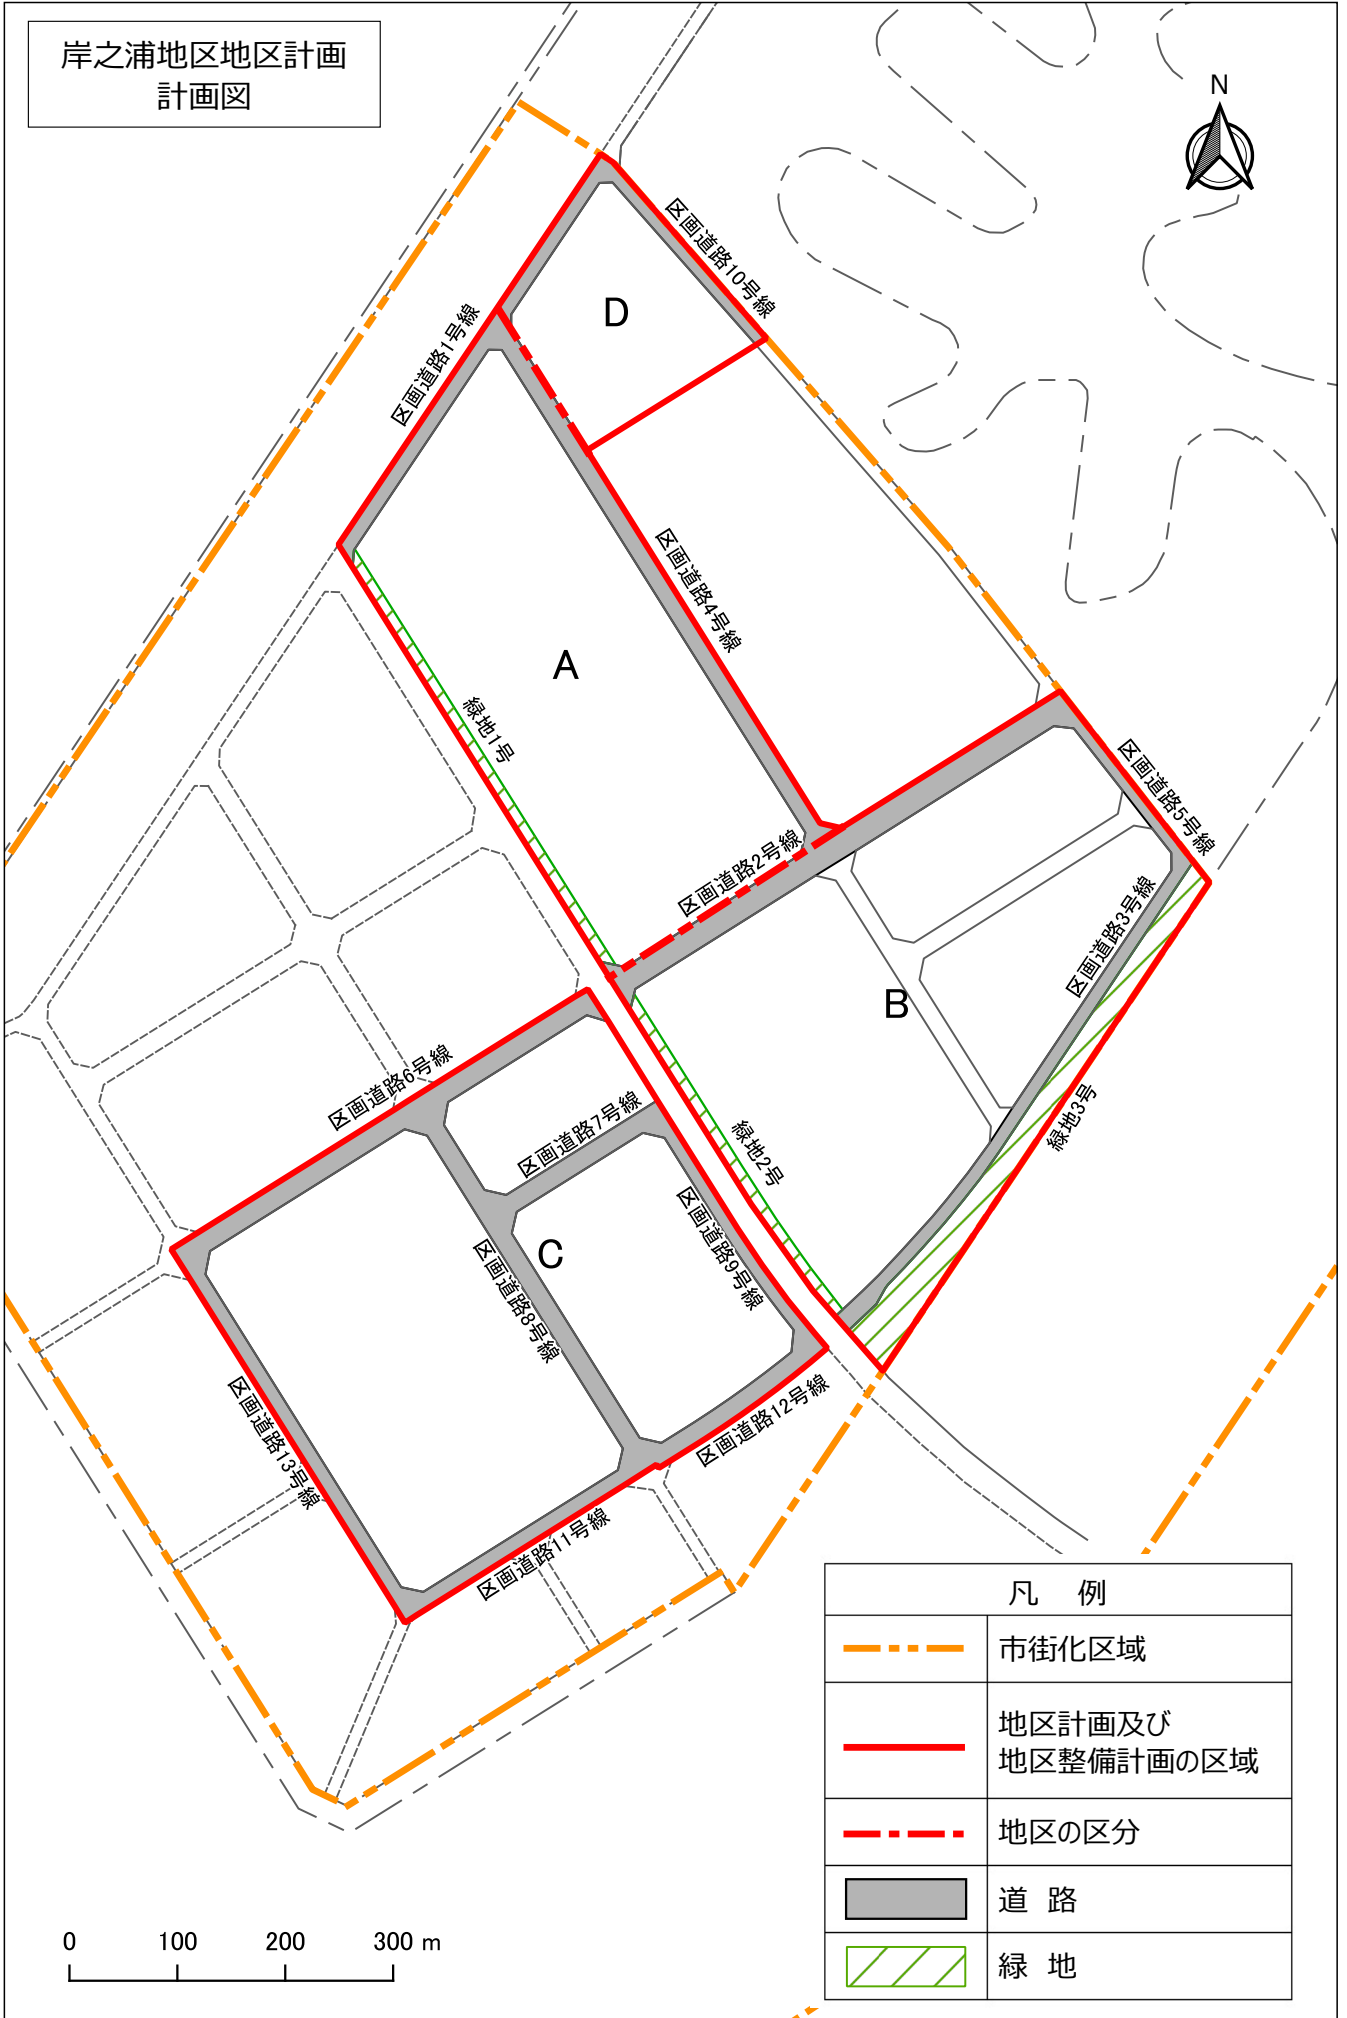 岸之浦地区地区計画
計画図
N
区画道路10号線
D
区画道路1号線
区画道路4号線
A
緑地1号
区画道路5号線
区画道路2号線
区画道路3号線
B
区画道路6号線
緑地3号
区画道路7号線
緑地2号
区画道路9号線
C
区画道路8号線
区画道路13号線
区画道路12号線
区画道路11号線
凡 例
市街化区域
地区計画及び
地区整備計画の区域
地区の区分
道 路
緑 地
0 100 200 300 m